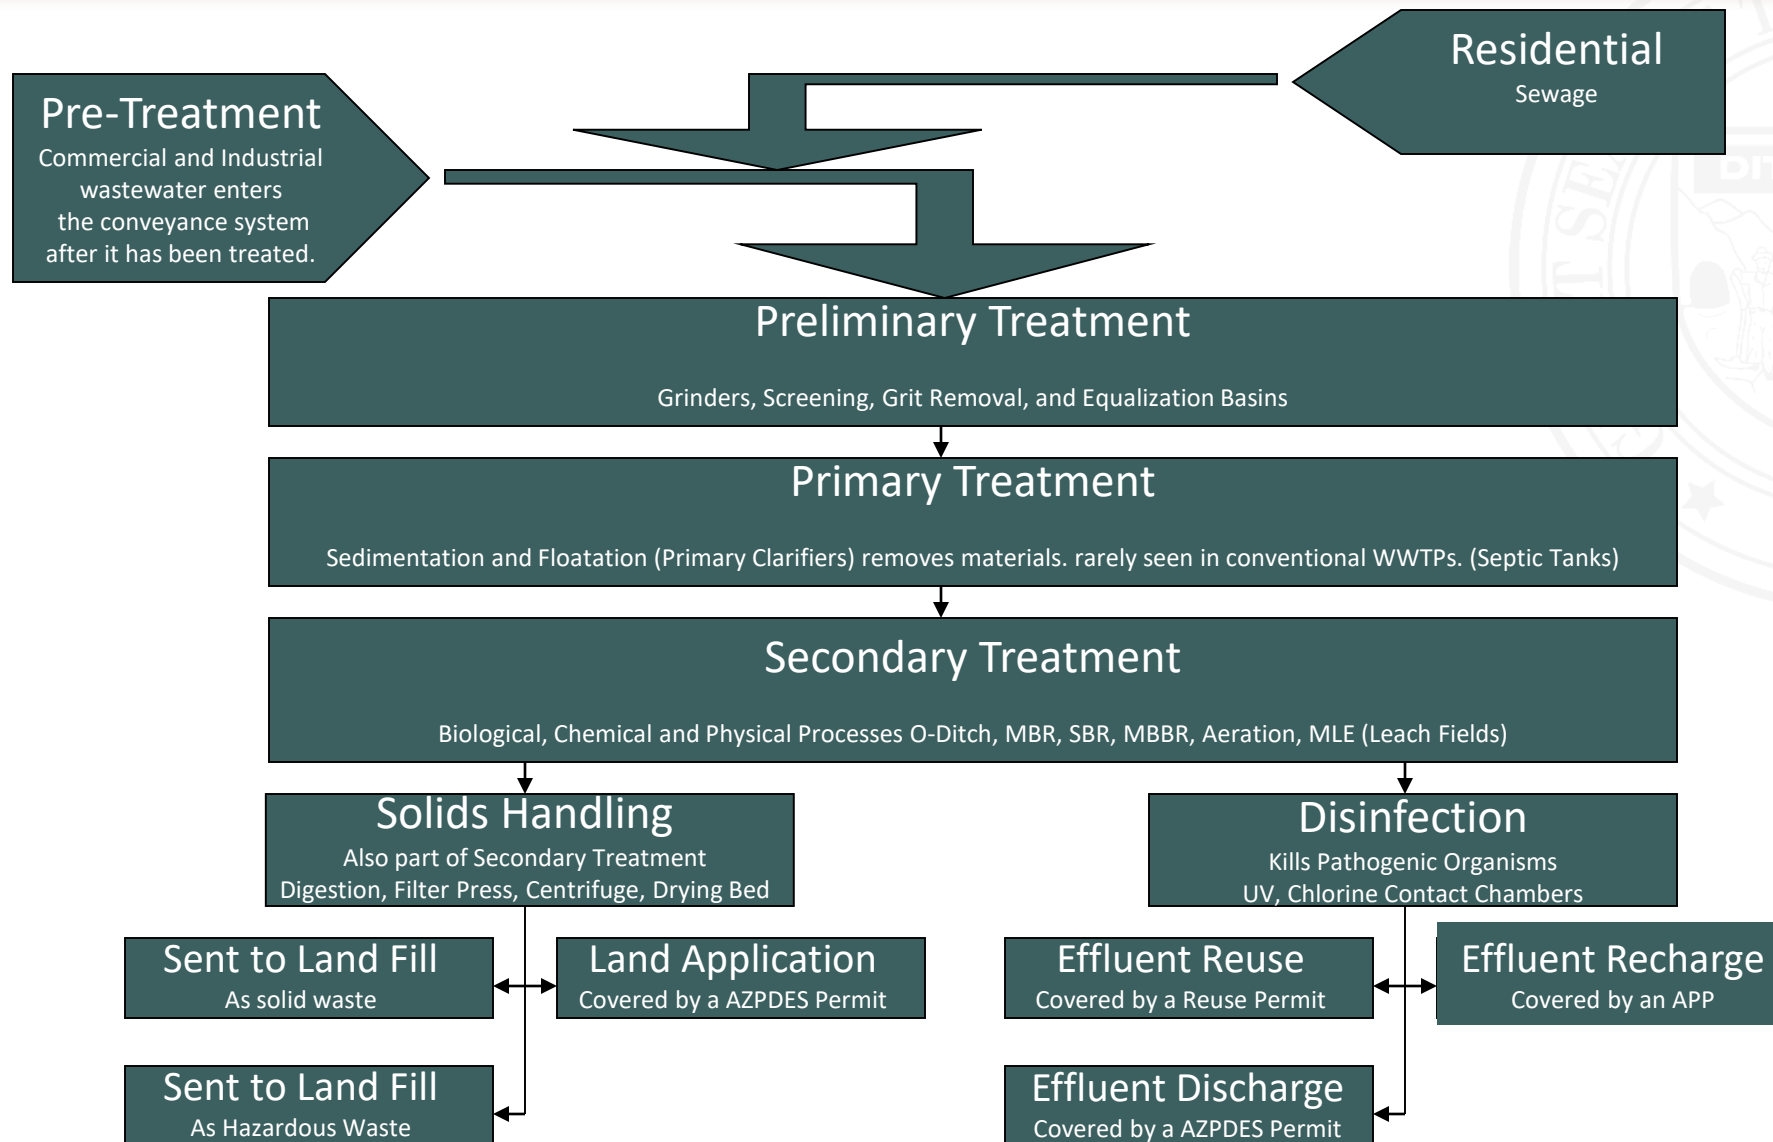 Residential
Sewage
Pre-Treatment
Commercial and Industrial
wastewater enters
the conveyance system
after it has been treated.
Preliminary Treatment
Grinders, Screening, Grit Removal, and Equalization Basins
Primary Treatment
Sedimentation and Floatation (Primary Clarifiers) removes materials. rarely seen in conventional WWTPs. (Septic Tanks)
Secondary Treatment
Biological, Chemical and Physical Processes O-Ditch, MBR, SBR, MBBR, Aeration, MLE (Leach Fields)
Solids Handling
Also part of Secondary Treatment
Digestion, Filter Press, Centrifuge, Drying Bed
Disinfection
Kills Pathogenic Organisms
UV, Chlorine Contact Chambers
Sent to Land Fill
As solid waste
Land Application
Covered by a AZPDES Permit
Effluent Reuse
Covered by a Reuse Permit
Effluent Recharge
Covered by an APP
Sent to Land Fill
As Hazardous Waste
Effluent Discharge
Covered by a AZPDES Permit